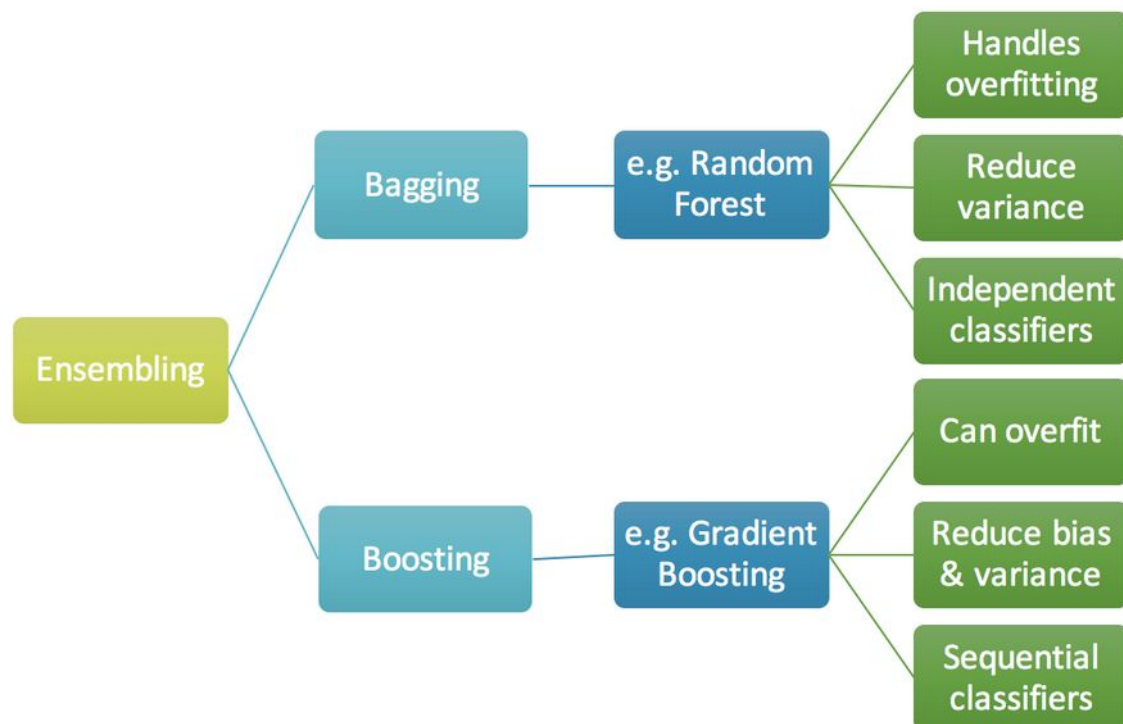 Ensembling
Bagging
e.g. Random
Forest
Handles
overfitting
Reduce
variance
Independent
classifiers
Boosting
e.g. Gradient
Boosting
Can overfit
Reduce bias
& variance
Sequential
classifiers